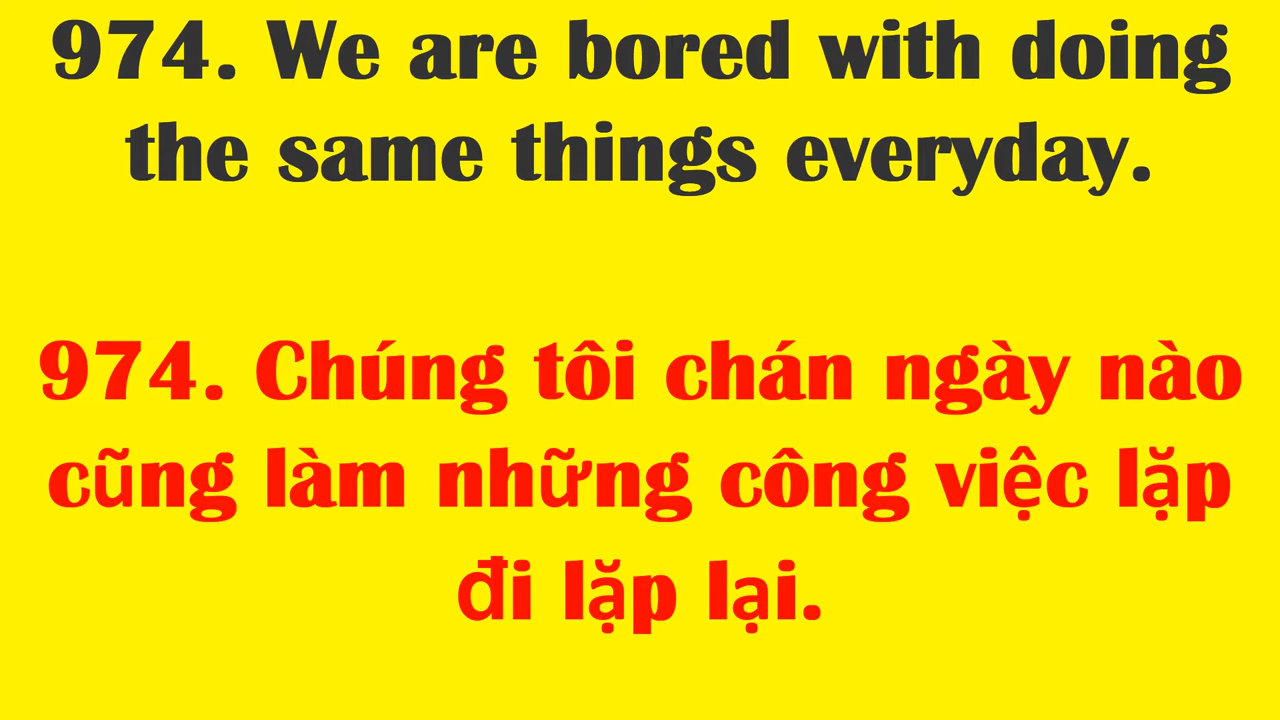 974. We are bored with doing
the same things everyday.
974. Chúng tôi chán ngày nào
cũng làm những công việc lặp
đi lặp lại.